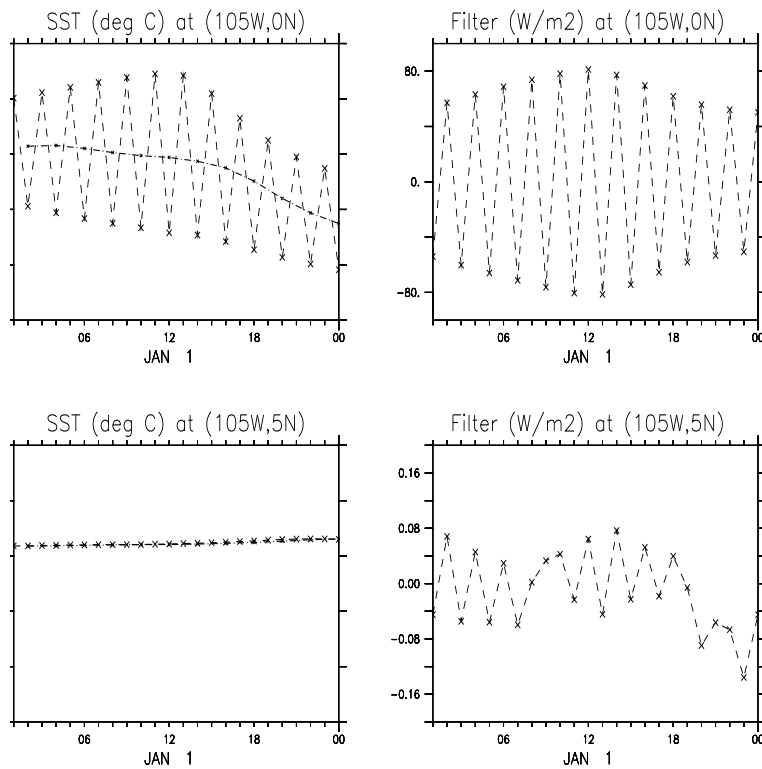 SST (deg C) at (105W,0N)
06 12 18 00
JAN 1
Filter (W/m2) at (105W,0N)
80.
0.
-80.
06 12 18 00
JAN 1
SST (deg C) at (105W,5N)
06 12 18 00
JAN 1
Filter (W/m2) at (105W,5N)
0.16
0.08
0.00
-0.08
-0.16
06 12 18 00
JAN 1